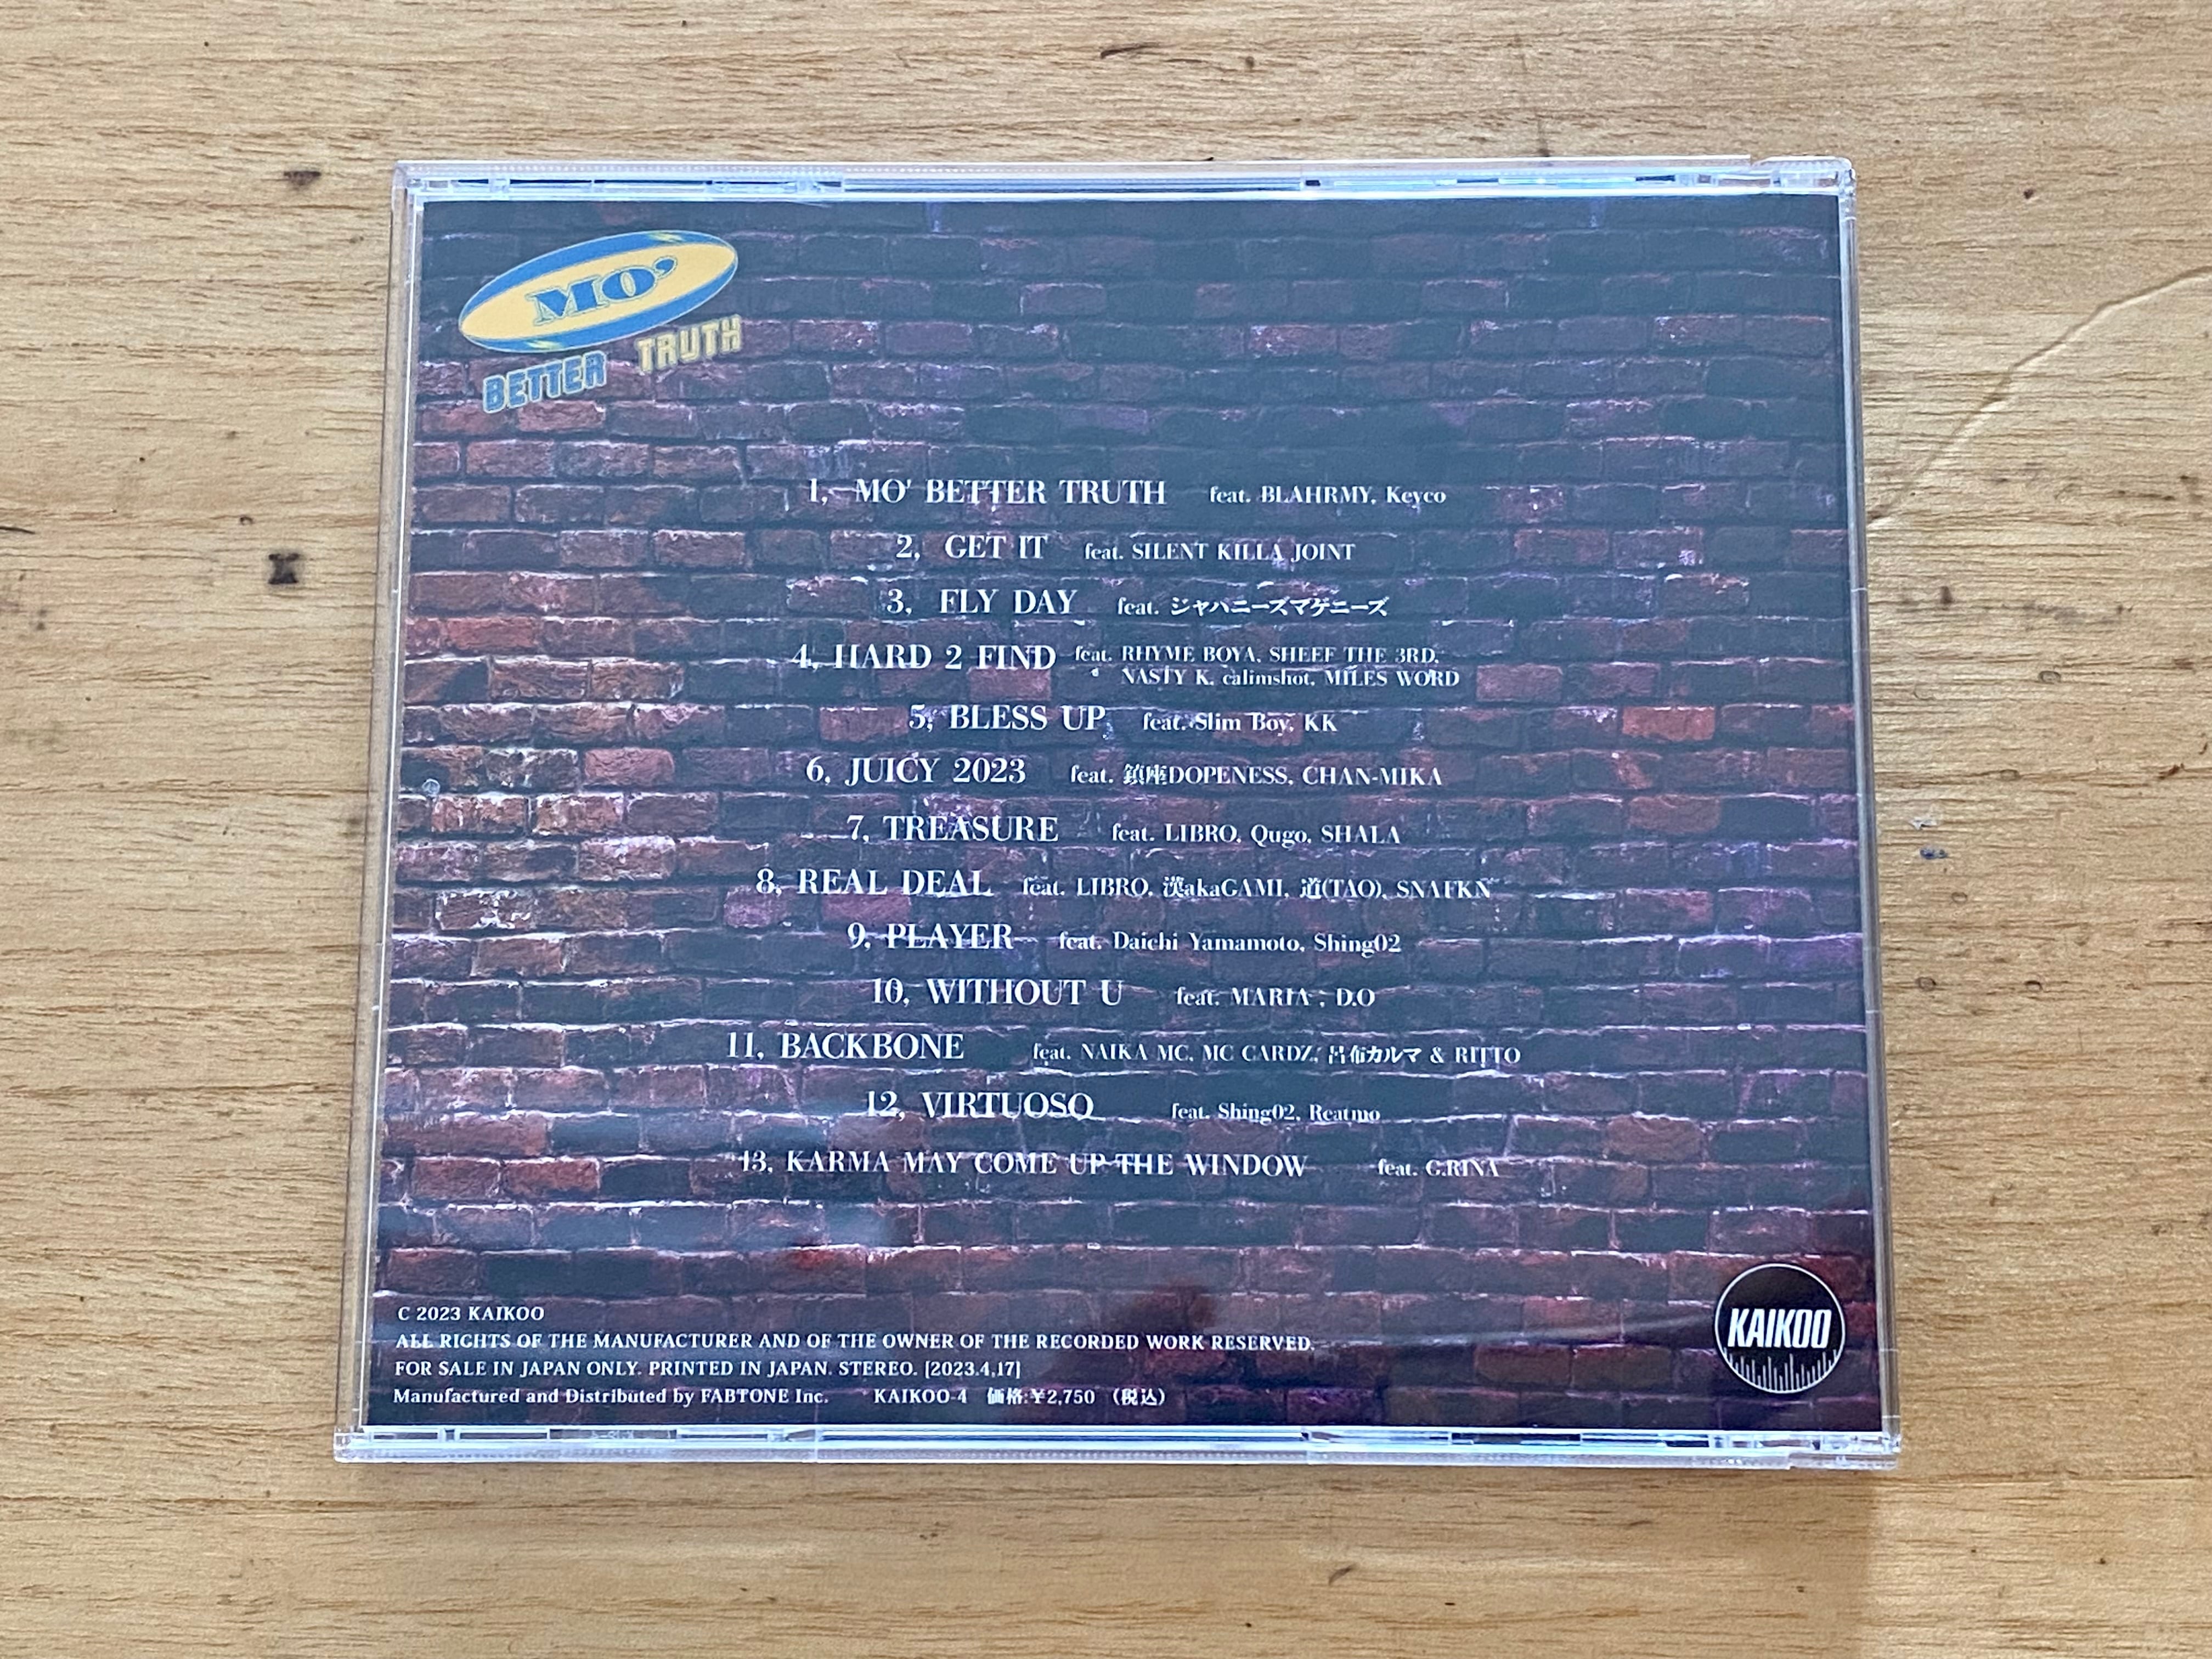 MO'
BETTER TRUTH
1, MO' BETTER TRUTH feat. BLAHRMY, Keyco
2, GET IT feat. SILENT KILLA JOINT
3, FLY DAY feat. ジャパニーズマゲニーズ
4, HARD 2 FIND feat. RHYME BOYA, SHEEF THE 3RD,
NASTY K, calimshot, MILES WORD
5, BLESS UP feat. Slim Boy, KK
6, JUICY 2023 feat. 鎮座DOPENESS, CHAN-MIKA
7, TREASURE feat. LIBRO, Qugo, SHALA
8, REAL DEAL feat. LIBRO, 漢akaGAMI, 道(TAO), SNAFKN
9, PLAYER feat. Daichi Yamamoto, Shing02
10, WITHOUT U feat. MARIA , D.O
11, BACKBONE feat. NAIKA MC, MC CARDZ, 呂布カルマ & RITTO
12, VIRTUOSO feat. Shing02, Reatmo
13, KARMA MAY COME UP THE WINDOW feat. G.RINA
C 2023 KAIKOO
ALL RIGHTS OF THE MANUFACTURER AND OF THE OWNER OF THE RECORDED WORK RESERVED.
FOR SALE IN JAPAN ONLY. PRINTED IN JAPAN. STEREO. [2023.4,17]
Manufactured and Distributed by FABTONE Inc. KAIKOO-4 価格:¥2,750 （税込）
KAIKOO